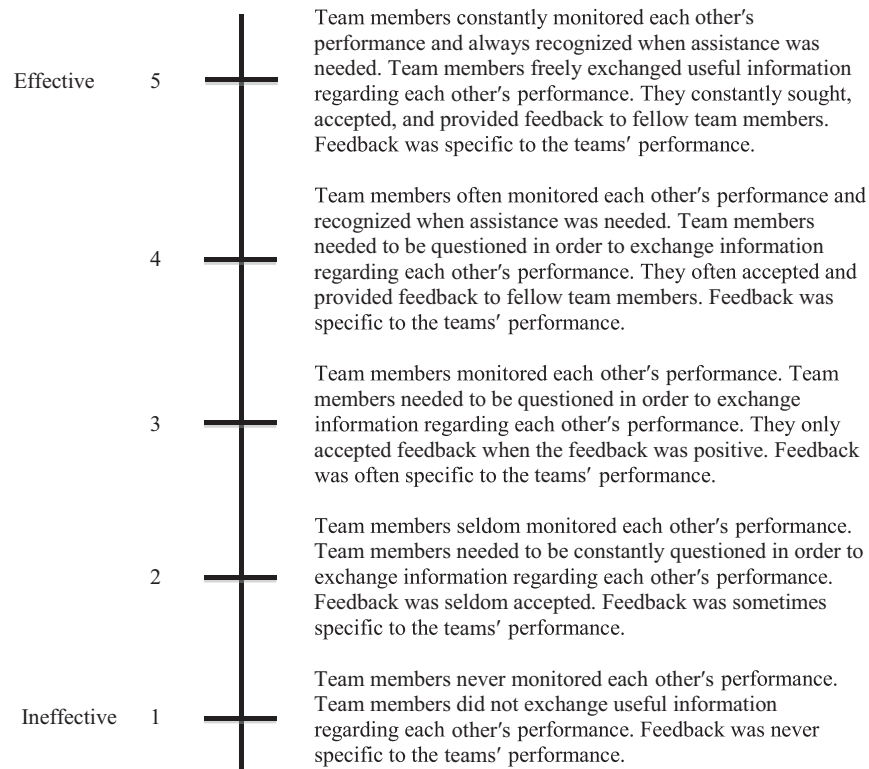 Team members constantly monitored each other's
performance and always recognized when assistance was
needed. Team members freely exchanged useful information
Effective 5 regarding each other's performance. They constantly sought,
accepted, and provided feedback to fellow team members.
Feedback was specific to the teams' performance.
Team members often monitored each other's performance and
recognized when assistance was needed. Team members
needed to be questioned in order to exchange information
4 regarding each other's performance. They often accepted and
provided feedback to fellow team members. Feedback was
specific to the teams' performance.
Team members monitored each other's performance. Team
members needed to be questioned in order to exchange
3 information regarding each other's performance. They only
accepted feedback when the feedback was positive. Feedback
was often specific to the teams' performance.
Team members seldom monitored each other's performance.
Team members needed to be constantly questioned in order to
2 exchange information regarding each other's performance.
Feedback was seldom accepted. Feedback was sometimes
specific to the teams' performance.
Team members never monitored each other's performance.
Team members did not exchange useful information
Ineffective 1 regarding each other's performance. Feedback was never
specific to the teams' performance.